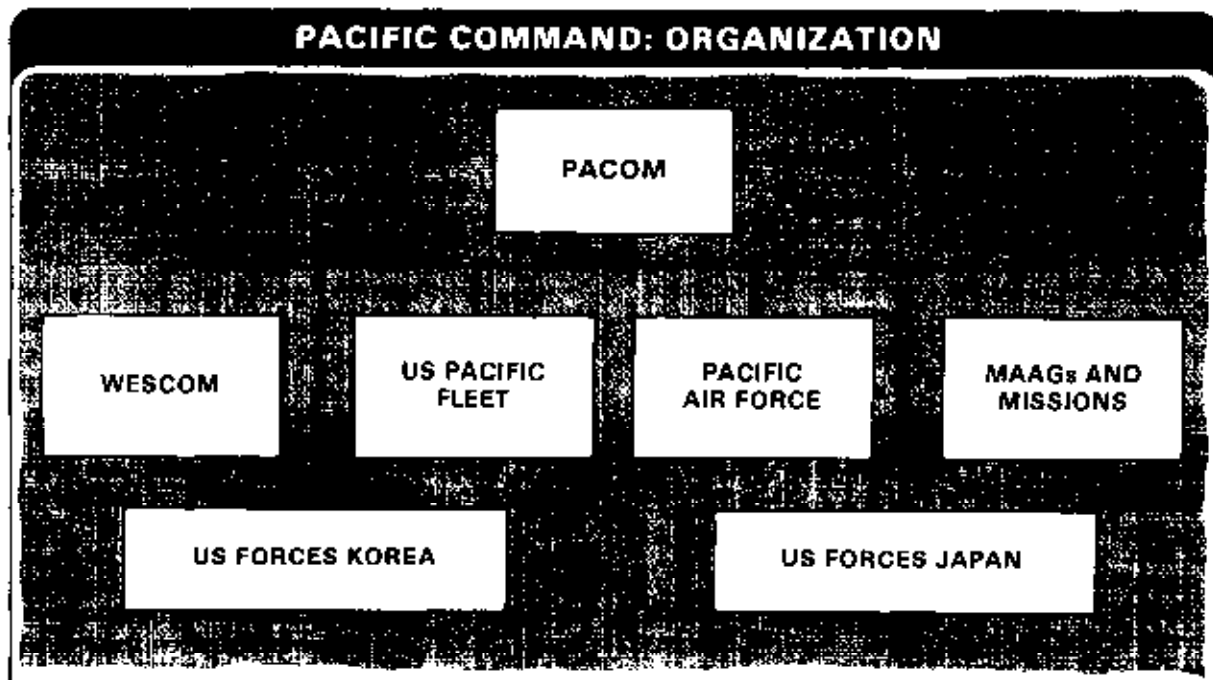 PACIFIC COMMAND: ORGANIZATION
PACOM
WESCOM
US PACIFIC
FLEET
PACIFIC
AIR FORCE
MAAGs AND
MISSIONS
US FORCES KOREA
US FORCES JAPAN